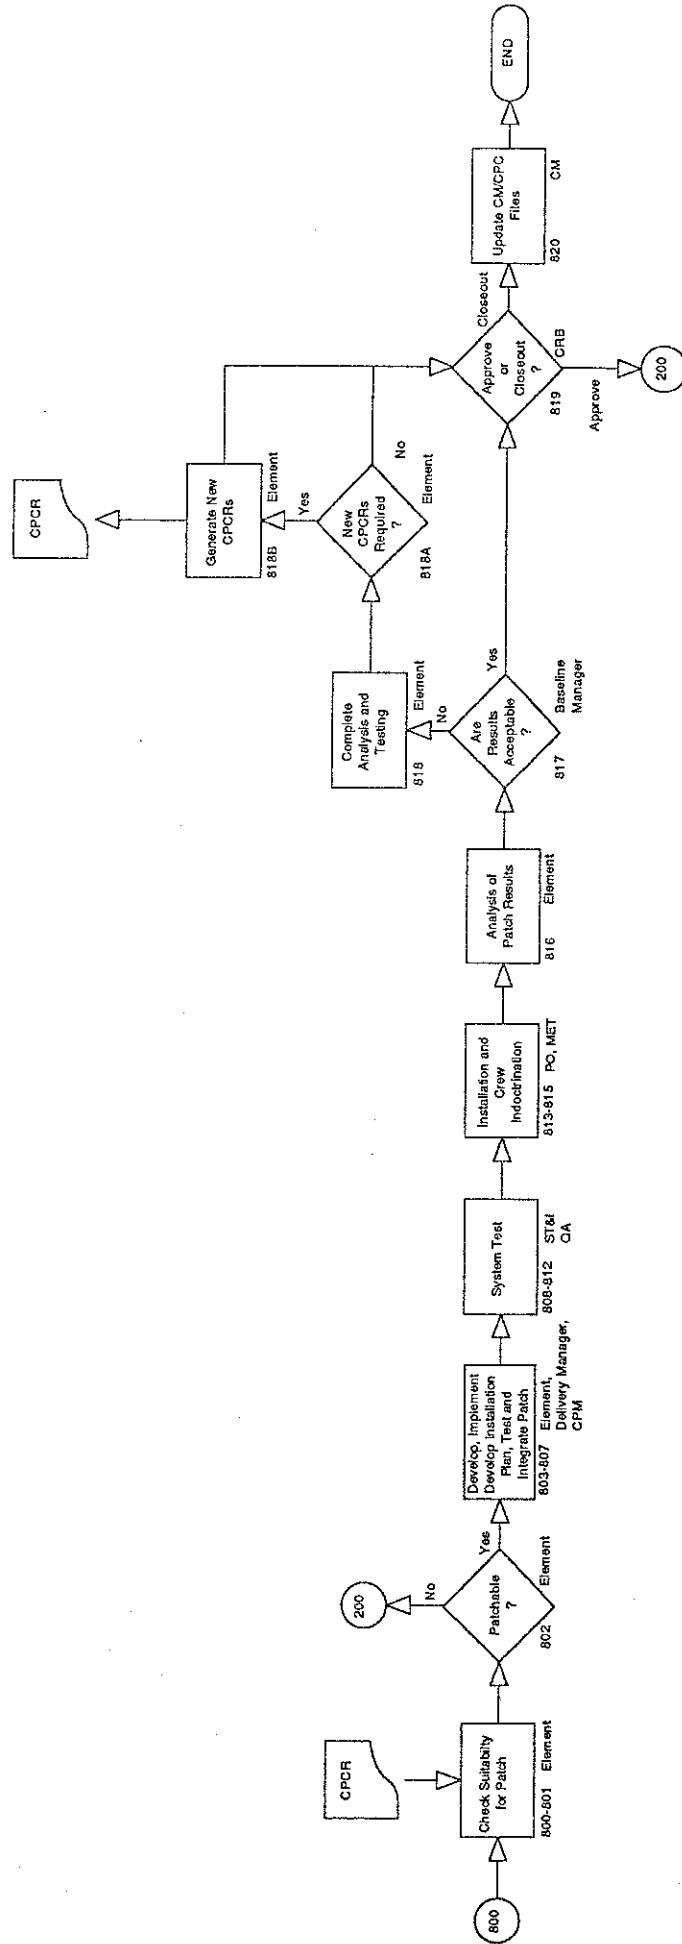 800
CPCR
Check Suitabilty
for Patch
800-801 Element
Patchable
?
802
Element
No
200
Yes
Develop, Implement
Develop Installation
Plan, Test and
Integrate Patch
803-807 Element,
Delivery Manager,
CPM
System Test
808-812 ST&I
QA
Installation and
Crew
Indoctrination
813-815 PO, MET
Analysis of
Patch Results
816 Element
Are
Results
Acceptable
?
817
Baseline
Manager
No
Yes
Complete
Analysis and
Testing
818
Element
New
CPCRs
Required
?
818A
Element
Yes
No
Generate New
CPCRs
818B
Element
CPCR
Approve
or
Closeout
?
819
CRB
Approve
200
Closeout
Update CM/CPC
Files
820
CM
END